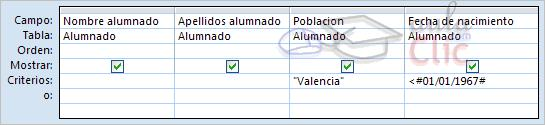 Campo: Nombre alumnado Apellidos alumnado Poblacion Fecha de nacimiento
Tabla: Alumnado Alumnado Alumnado Alumnado
Orden:
Mostrar:
Criterios: "Valencia" <#01/01/1967#
o:
aula
Clic